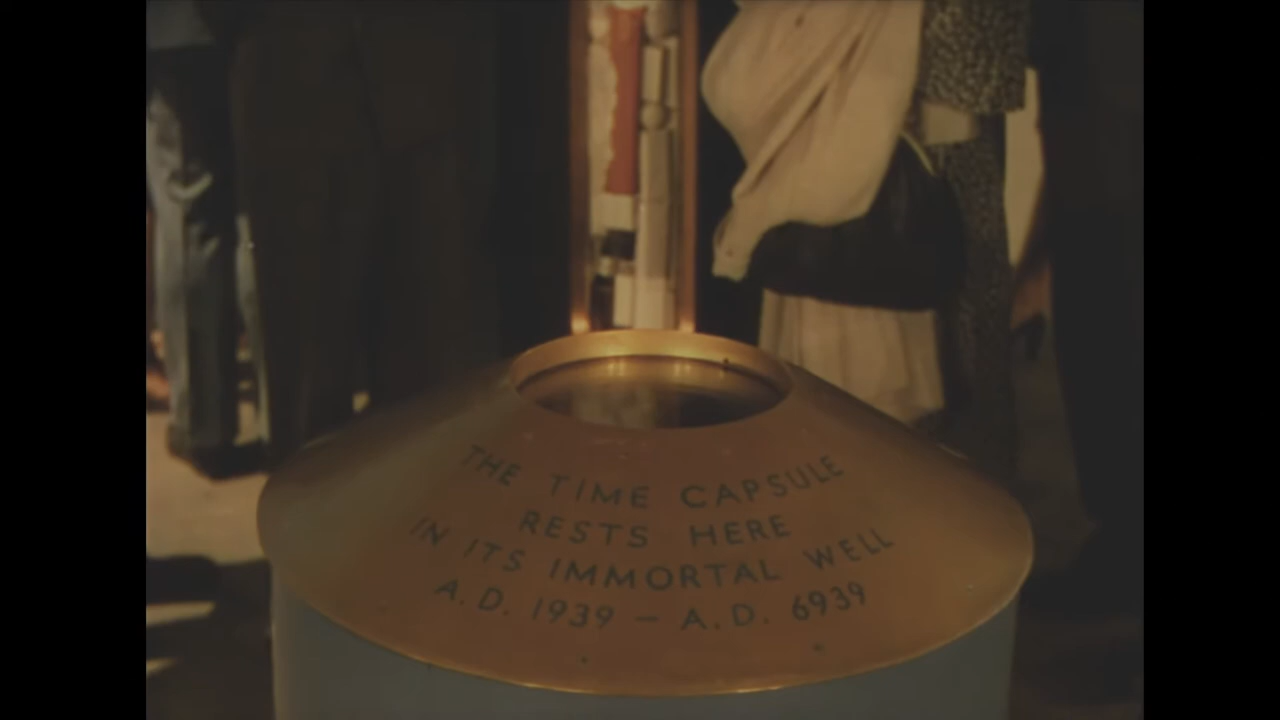 THE TIME CAPSULE
RESTS HERE
IN ITS IMMORTAL WELL
A.D. 1939 — A.D. 6939